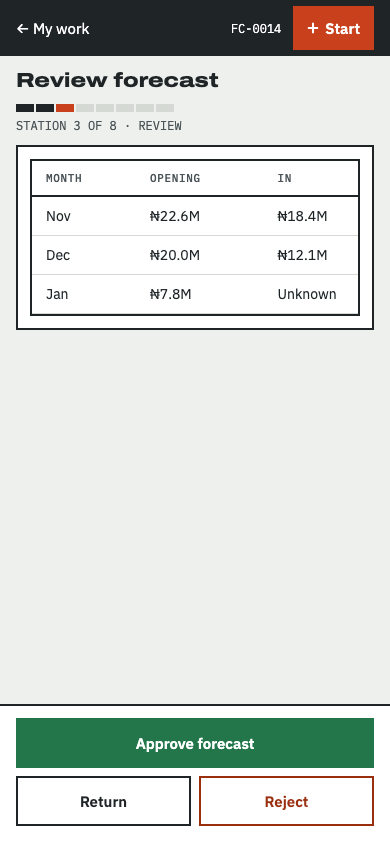 ← My work FC-0014 + Start
Review forecast
STATION 3 OF 8 · REVIEW
MONTH OPENING IN
Nov ₦22.6M ₦18.4M
Dec ₦20.0M ₦12.1M
Jan ₦7.8M Unknown
Approve forecast
Return Reject